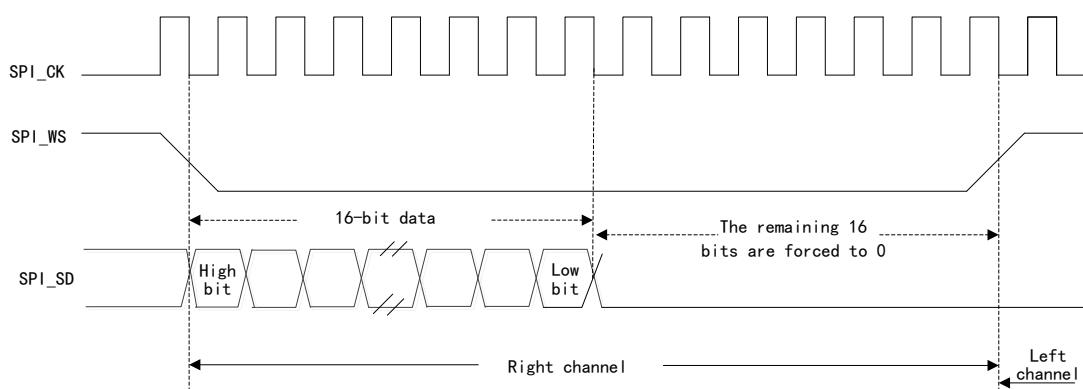 SPI_CK
SPI_WS
16-bit data
The remaining 16
bits are forced to 0
SPI_SD
High
bit
Low
bit
Right channel
Left
channel